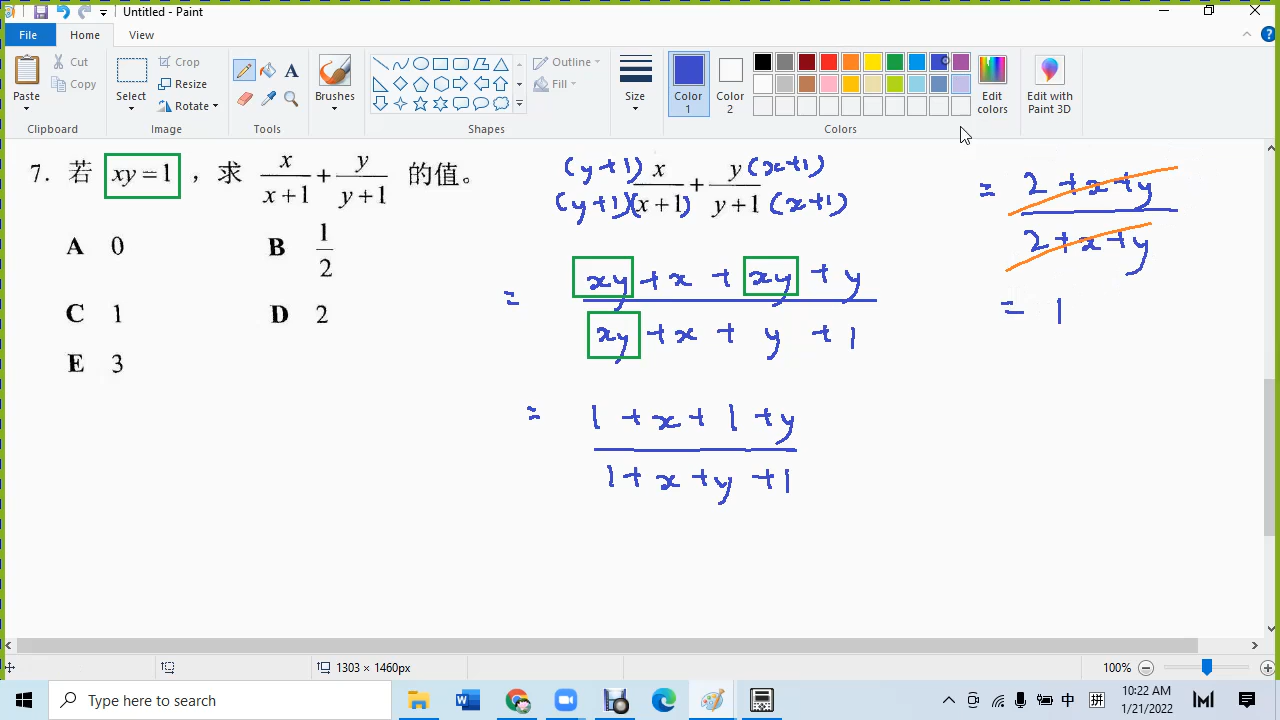 Untitled - Paint
File Home View
Paste Cut Copy
Clipboard
Select Crop Resize Rotate
Image
A
Tools
Brushes
Outline Fill
Shapes
Size
Color 1 Color 2
Edit colors
Colors
Edit with Paint 3D
7. 若 xy = 1 ，求 x/(x+1) + y/(y+1) 的值。
A 0 B 1/2
C 1 D 2
E 3
(y+1) x / (y+1)(x+1) + y (x+1) / y+1 (x+1)
= (xy + x + xy + y) / (xy + x + y + 1)
= (1 + x + 1 + y) / (1 + x + y + 1)
= (2 + x + y) / (2 + x + y)
= 1
1303 × 1460px 100%
Type here to search
中 拼 10:22 AM
1/21/2022